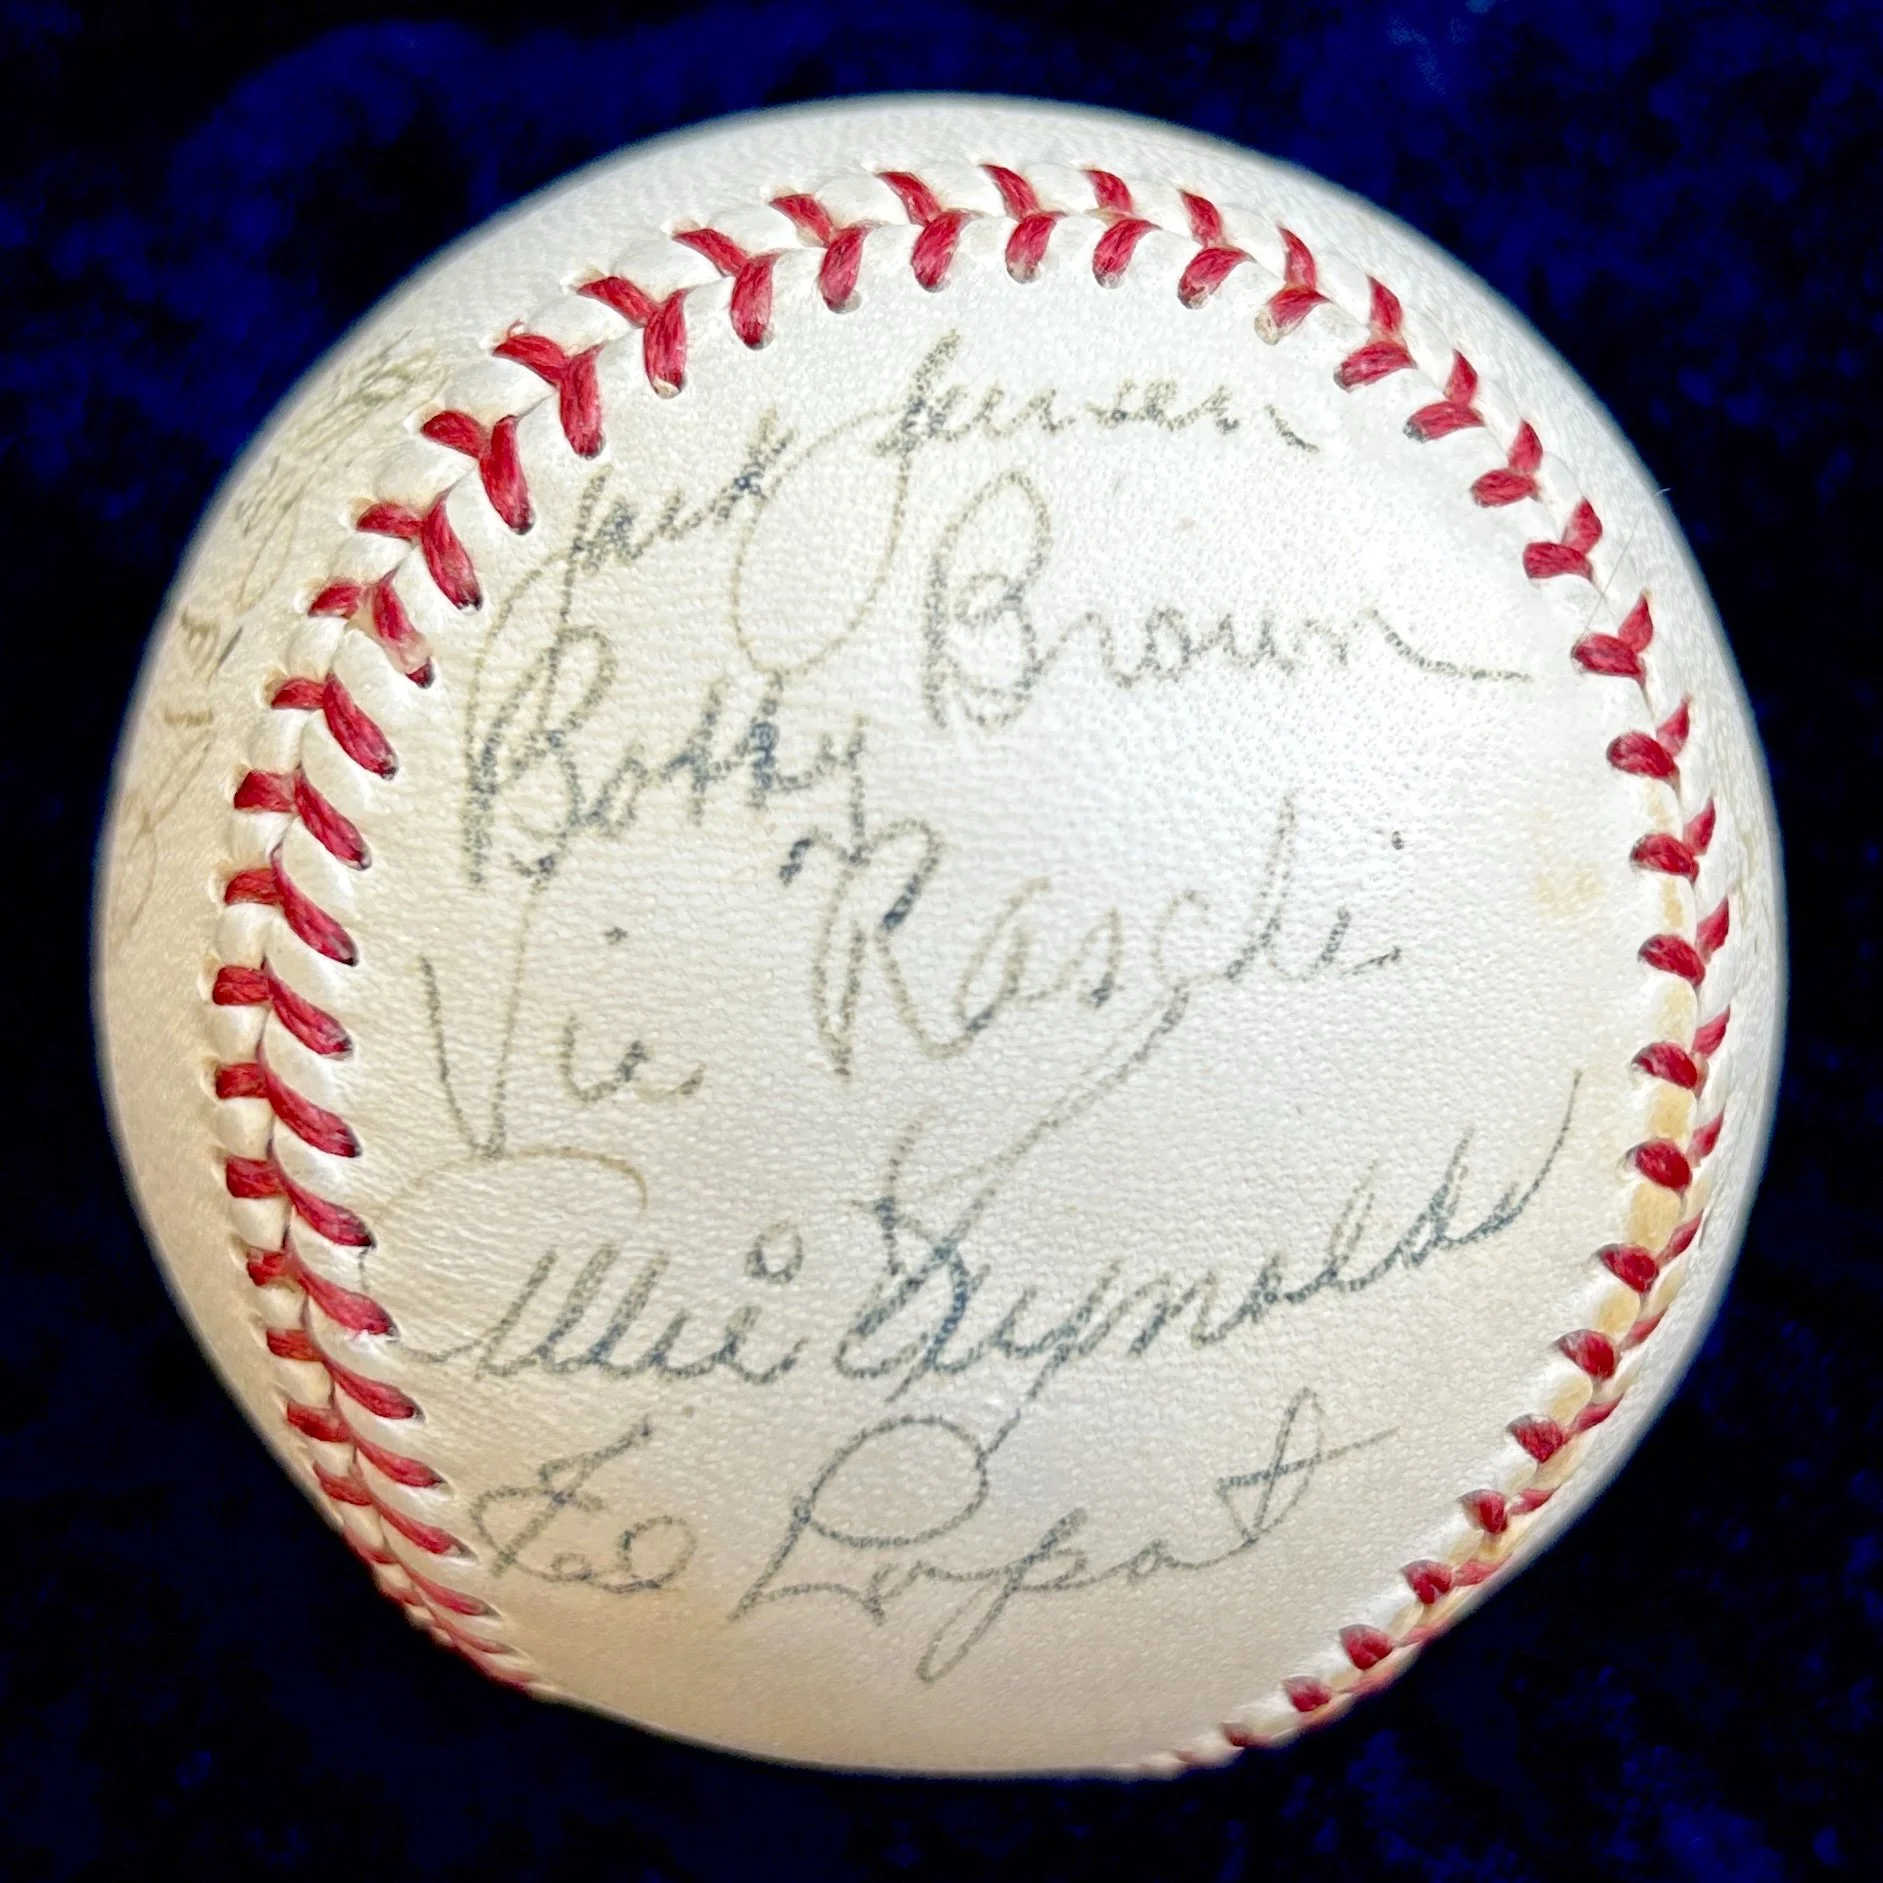 Jack Jensen
Bobby Brown
Vic Raschi
Allie Reynolds
Ed Lopat